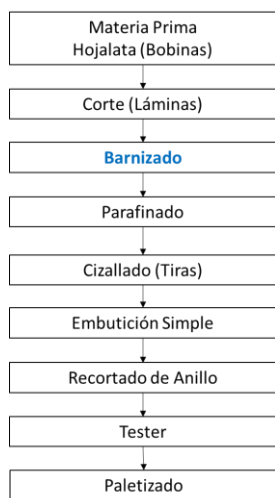 Materia Prima
Hojalata (Bobinas)
Corte (Láminas)
Barnizado
Parafinado
Cizallado (Tiras)
Embutición Simple
Recortado de Anillo
Tester
Paletizado